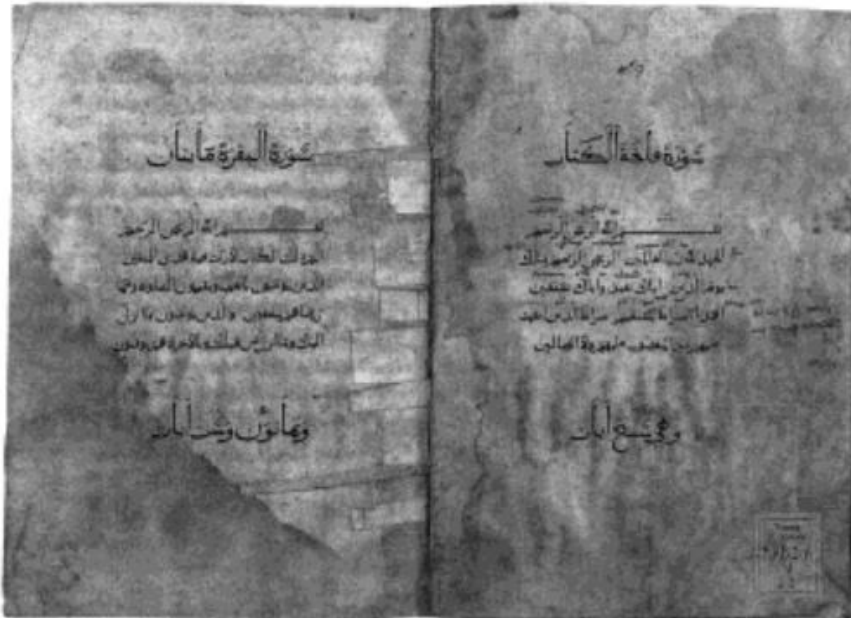 سورة فاتحة الكتاب
بسم الله الرحمن الرحيم
الحمد لله رب العالمين الرحمن الرحيم ملك
يوم الدين اياك نعبد واياك نستعين
اهدنا الصراط المستقيم صراط الذين انعمت
عليهم غير المغضوب عليهم ولا الضالين
وهي سبع ايات
سورة البقرة مايتان
بسم الله الرحمن الرحيم
الم ذلك الكتاب لا ريب فيه هدى للمتقين
الذين يؤمنون بالغيب ويقيمون الصلوة ومما
رزقناهم ينفقون والذين يؤمنون بما انزل
اليك وما انزل من قبلك وبالاخرة هم يوقنون
وثمانون وست ايات